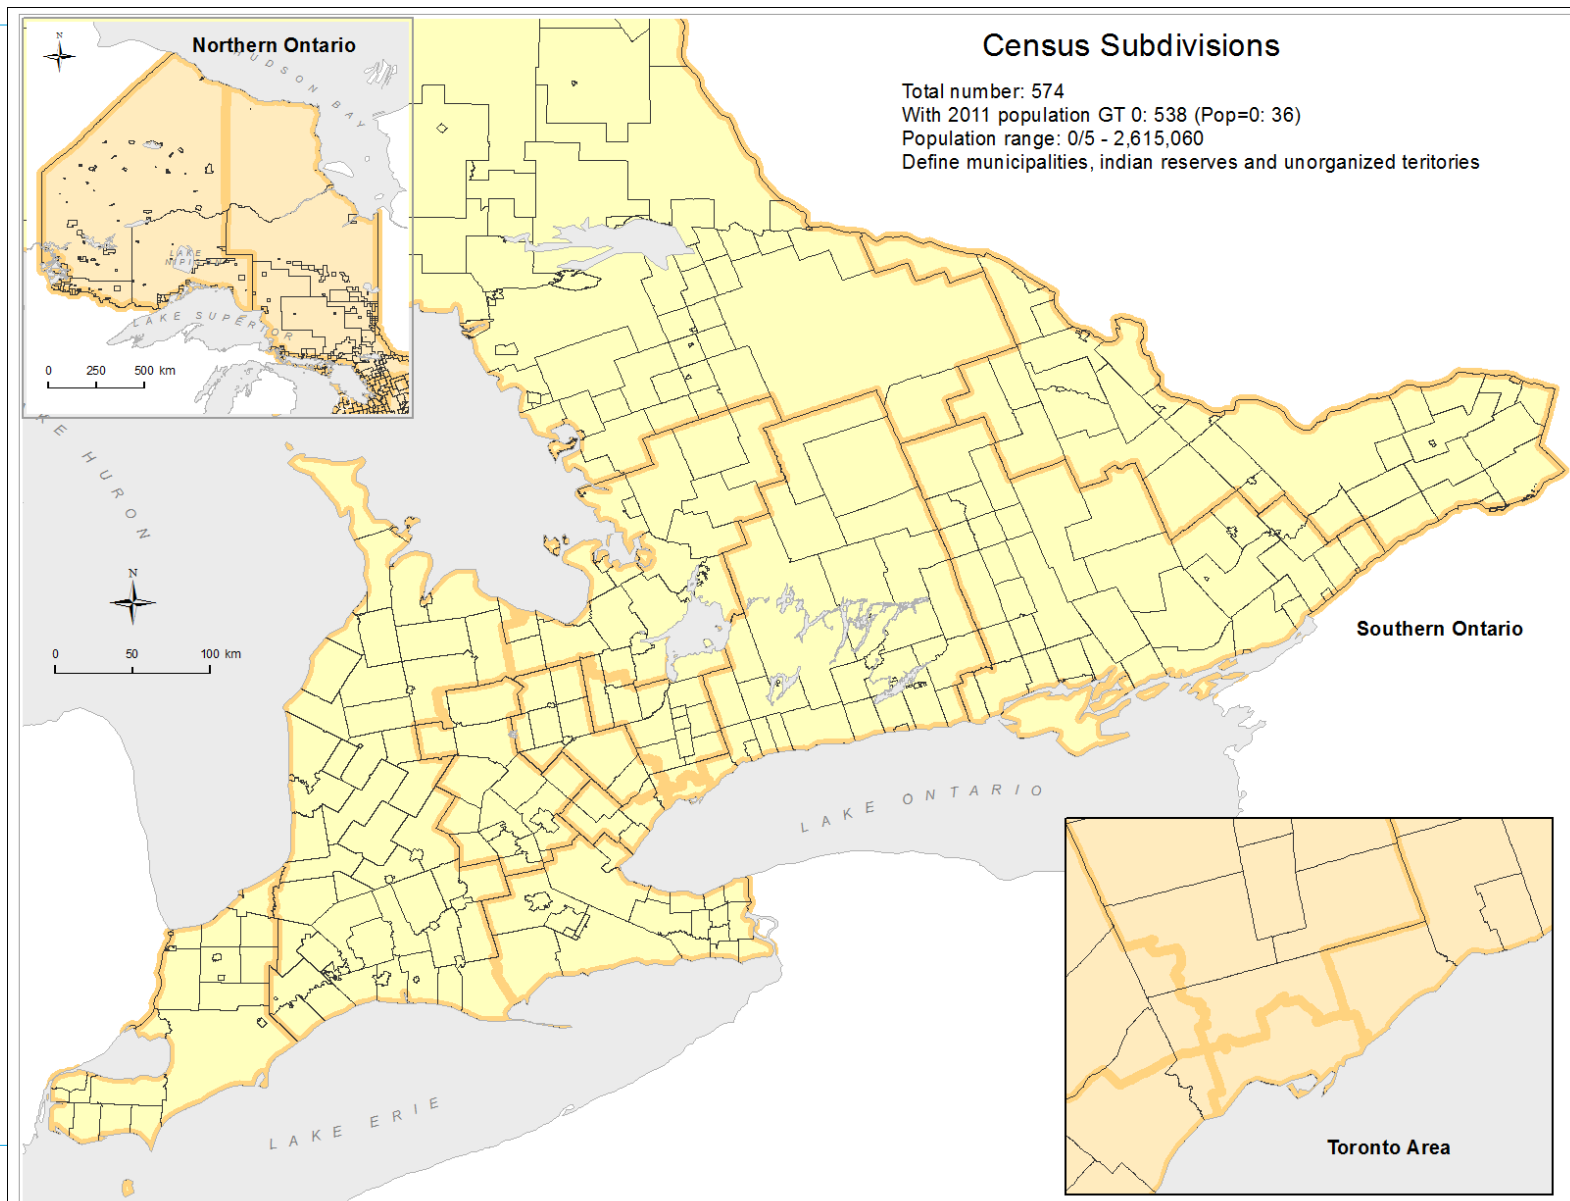 Northern Ontario
N
HUDSON BAY
LAKE
NIPIGON
LAKE SUPERIOR
0 250 500 km
Census Subdivisions
Total number: 574
With 2011 population GT 0: 538 (Pop=0: 36)
Population range: 0/5 - 2,615,060
Define municipalities, indian reserves and unorganized teritories
KE HURON
N
0 50 100 km
Southern Ontario
LAKE ONTARIO
LAKE ERIE
Toronto Area